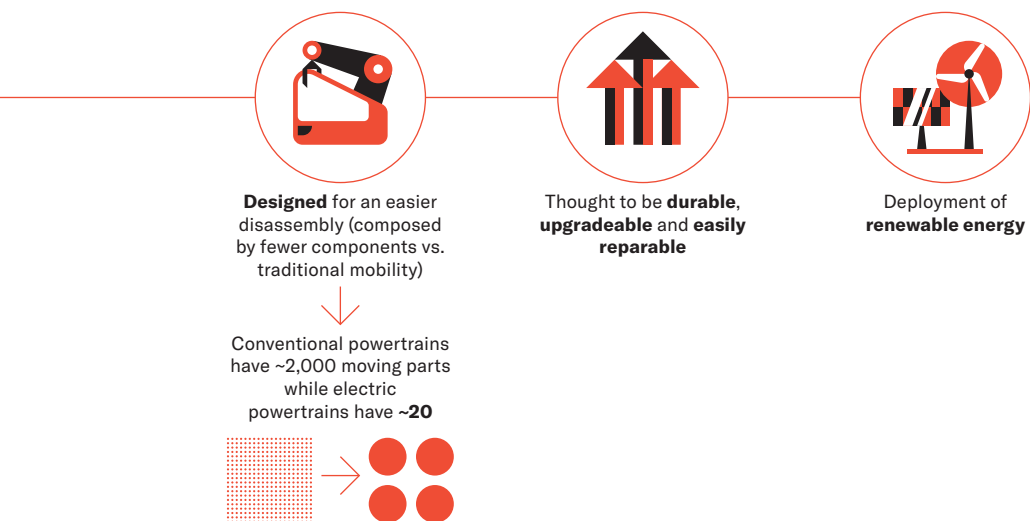 Designed for an easier
disassembly (composed
by fewer components vs.
traditional mobility)
Conventional powertrains
have ~2,000 moving parts
while electric
powertrains have ~20
Thought to be durable,
upgradeable and easily
reparable
Deployment of
renewable energy